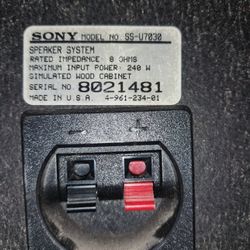 SONY MODEL NO. SS-U7030
SPEAKER SYSTEM
RATED IMPEDANCE: 8 OHMS
MAXIMUM INPUT POWER: 240 W
SIMULATED WOOD CABINET
SERIAL NO. 8021481
MADE IN U.S.A. 4-961-234-01
- +